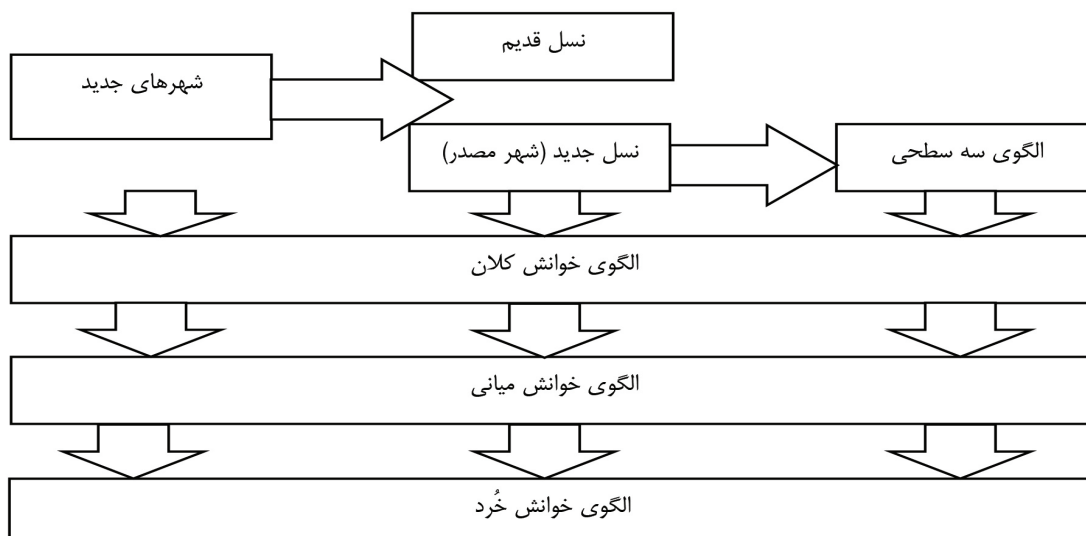 نسل قدیم
شهرهای جدید
نسل جدید (شهر مصدر)
الگوی سه سطحی
الگوی خوانش کلان
الگوی خوانش میانی
الگوی خوانش خُرد